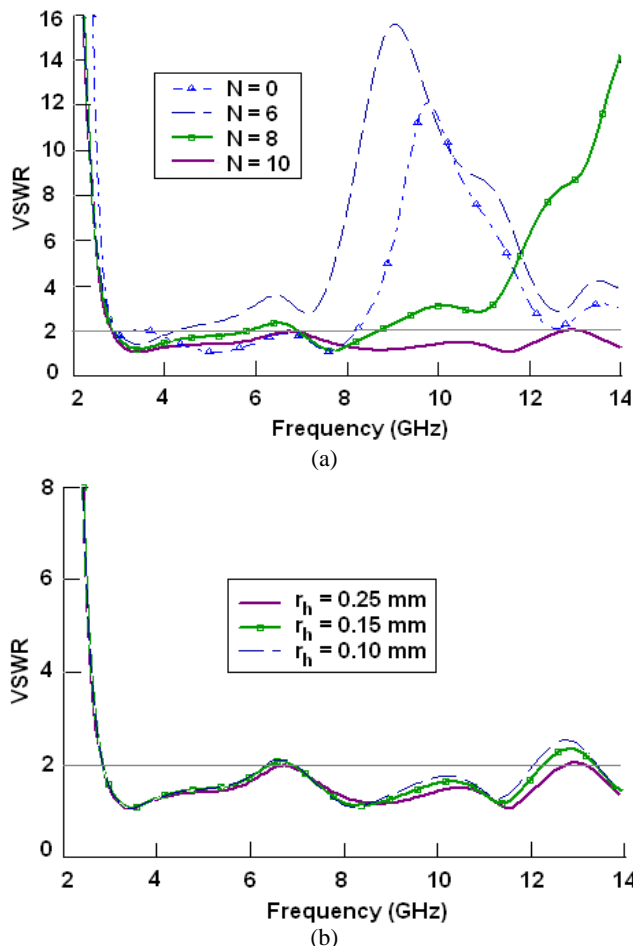 16
14
12
10
8
6
4
2
0
VSWR
N = 0
N = 6
N = 8
N = 10
2 4 6 8 10 12 14
Frequency (GHz)
(a)
8
6
4
2
0
VSWR
r_h = 0.25 mm
r_h = 0.15 mm
r_h = 0.10 mm
2 4 6 8 10 12 14
Frequency (GHz)
(b)